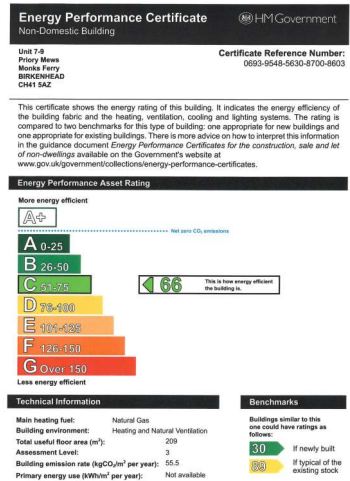 Energy Performance Certificate
HM Government
Non-Domestic Building
Unit 7-9
Priory Mews
Monks Ferry
BIRKENHEAD
CH41 5AZ
Certificate Reference Number:
0693-9548-5630-8700-8603
This certificate shows the energy rating of this building. It indicates the energy efficiency of
the building fabric and the heating, ventilation, cooling and lighting systems. The rating is
compared to two benchmarks for this type of building: one appropriate for new buildings and
one appropriate for existing buildings. There is more advice on how to interpret this information
in the guidance document Energy Performance Certificates for the construction, sale and let
of non-dwellings available on the Government's website at
www.gov.uk/government/collections/energy-performance-certificates.
Energy Performance Asset Rating
More energy efficient
A+
Net zero CO₂ emissions
A 0-25
B 26-50
C 51-75
66
This is how energy efficient
the building is.
D 76-100
E 101-125
F 126-150
G Over 150
Less energy efficient
Technical Information
Main heating fuel: Natural Gas
Building environment: Heating and Natural Ventilation
Total useful floor area (m²): 209
Assessment Level: 3
Building emission rate (kgCO₂/m² per year): 55.5
Primary energy use (kWh/m² per year): Not available
Benchmarks
Buildings similar to this
one could have ratings as
follows:
30 If newly built
If typical of the
existing stock